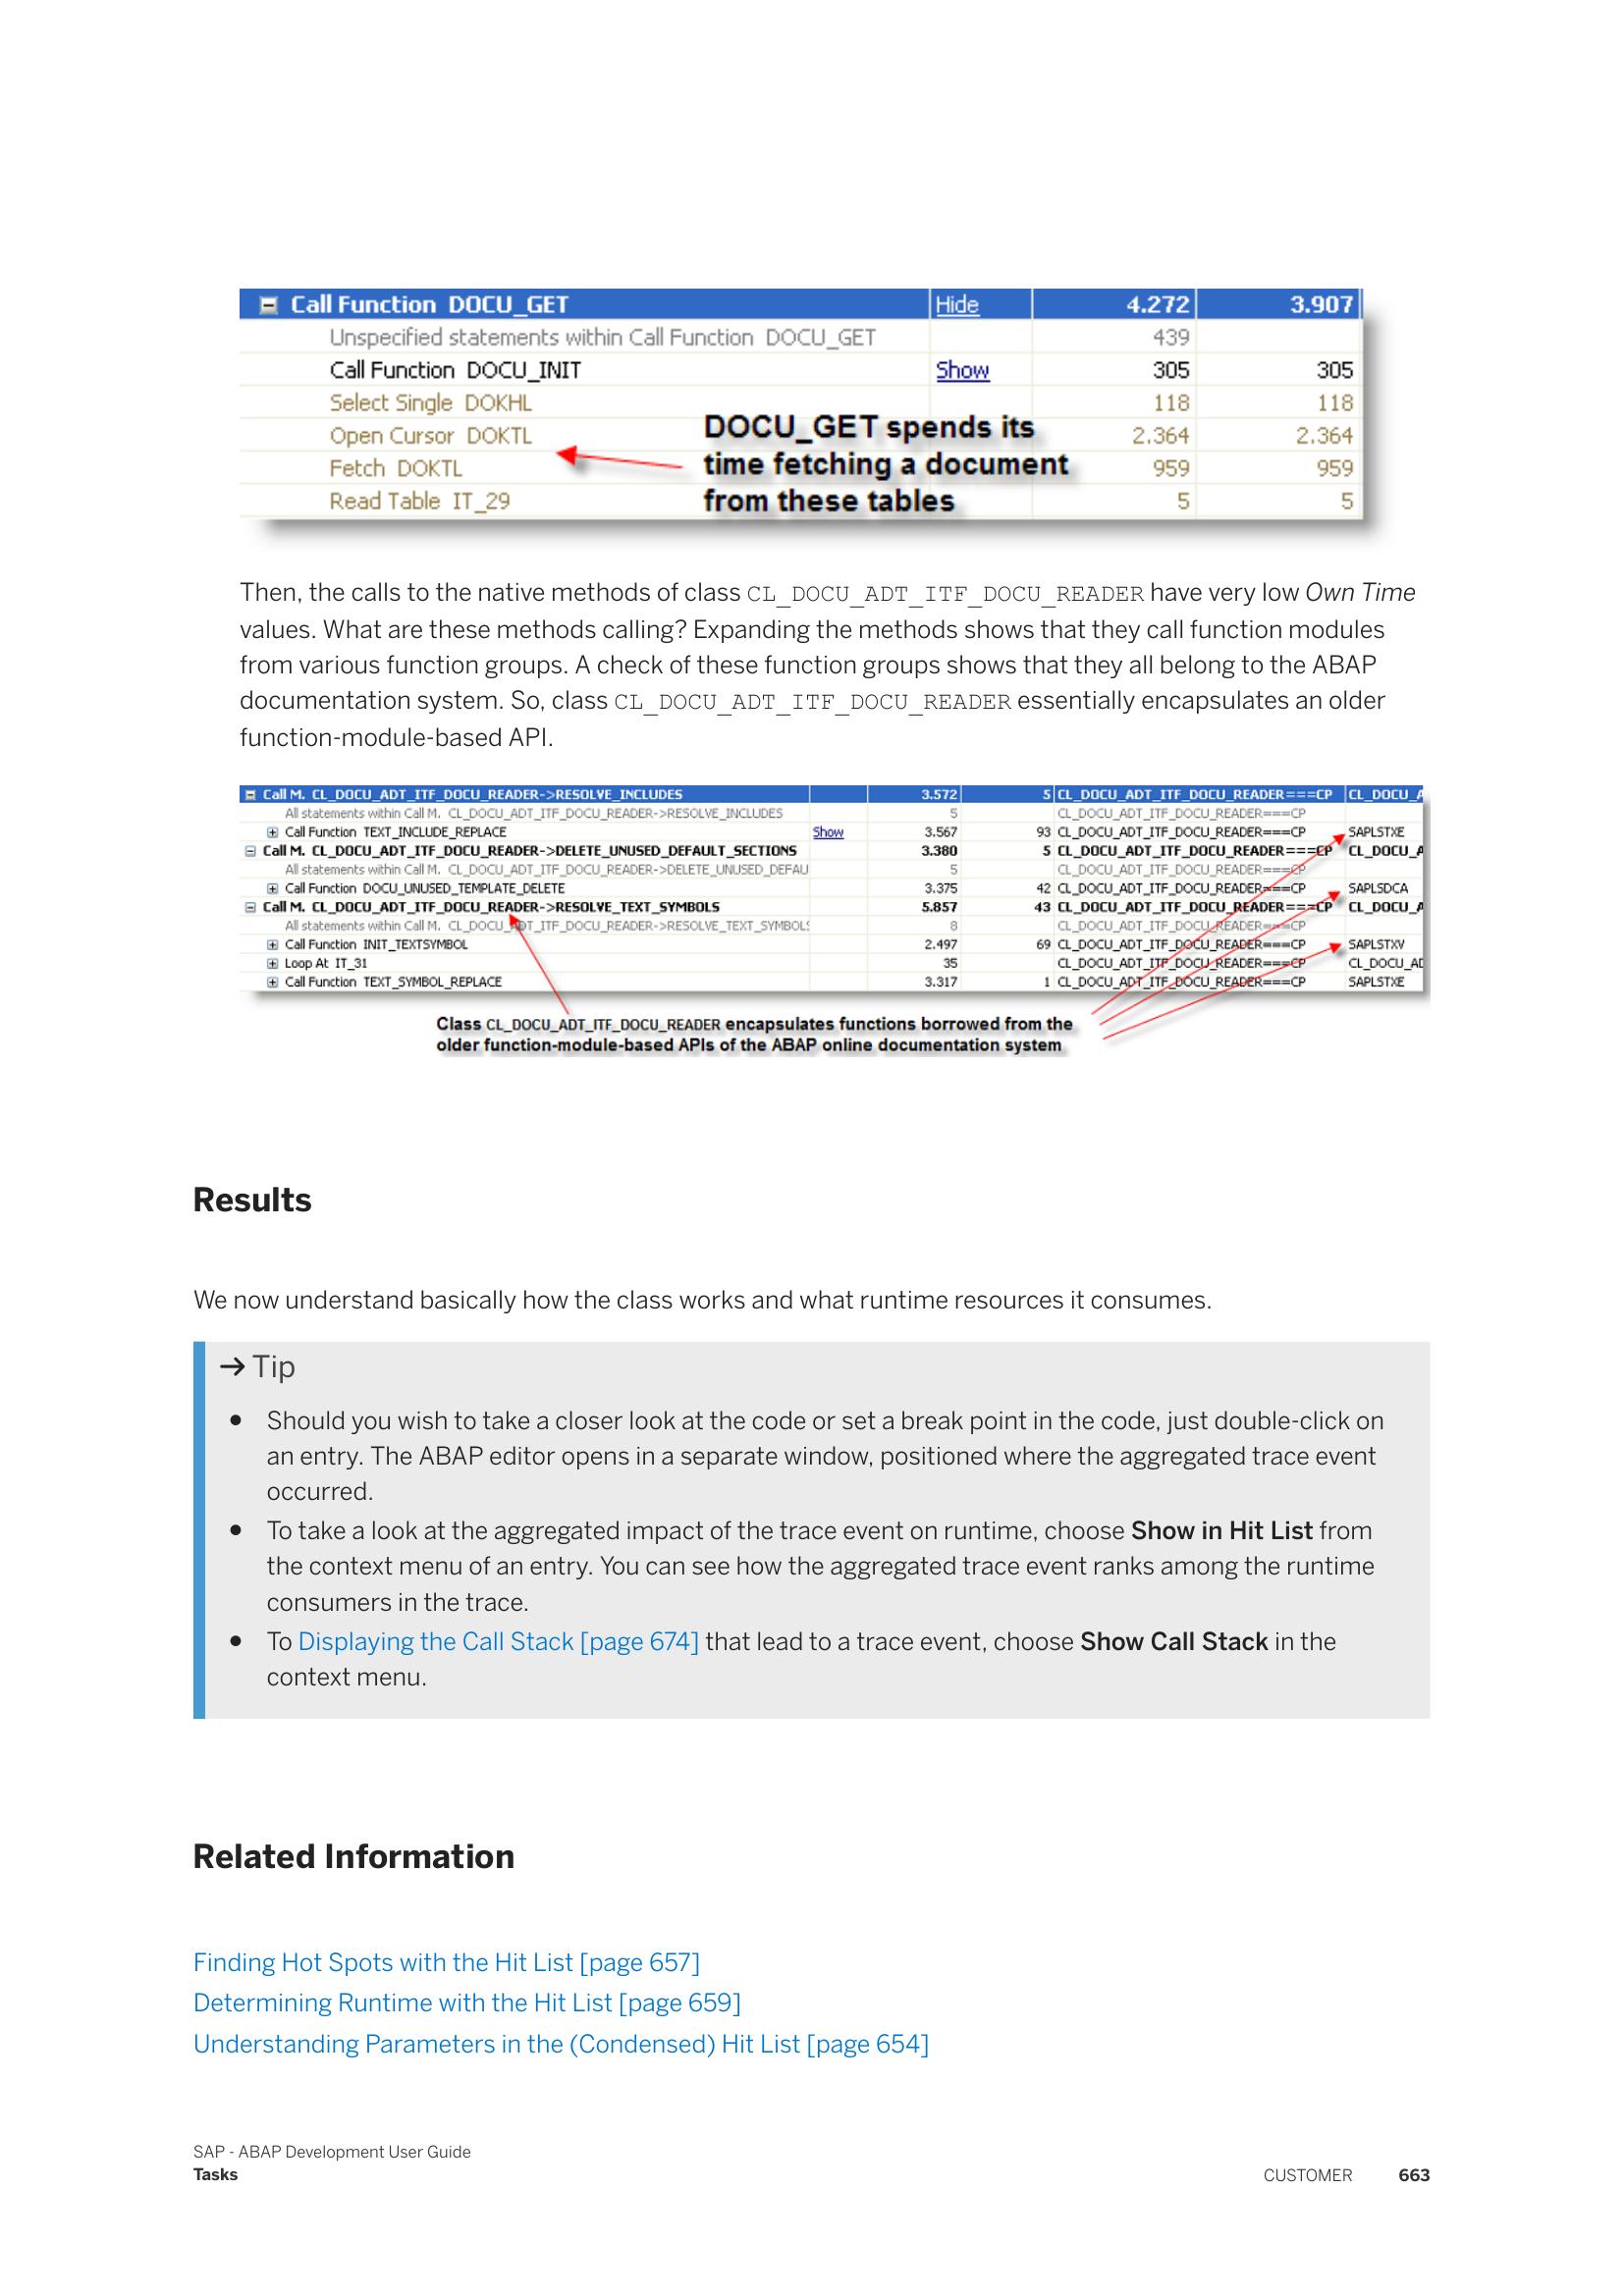 Call Function DOCU_GET Hide 4.272 3.907
Unspecified statements within Call Function DOCU_GET 439
Call Function DOCU_INIT Show 305 305
Select Single DOKHL 118 118
Open Cursor DOKTL 2.364 2.364
Fetch DOKTL 959 959
Read Table IT_29 5 5
DOCU_GET spends its
time fetching a document
from these tables
Then, the calls to the native methods of class CL_DOCU_ADT_ITF_DOCU_READER have very low Own Time
values. What are these methods calling? Expanding the methods shows that they call function modules
from various function groups. A check of these function groups shows that they all belong to the ABAP
documentation system. So, class CL_DOCU_ADT_ITF_DOCU_READER essentially encapsulates an older
function-module-based API.
Call M. CL_DOCU_ADT_ITF_DOCU_READER->RESOLVE_INCLUDES 3.572 5 CL_DOCU_ADT_ITF_DOCU_READER===CP CL_DOCU_A
All statements within Call M. CL_DOCU_ADT_ITF_DOCU_READER->RESOLVE_INCLUDES 5 CL_DOCU_ADT_ITF_DOCU_READER===CP
Call Function TEXT_INCLUDE_REPLACE Show 3.567 93 CL_DOCU_ADT_ITF_DOCU_READER===CP SAPLSTXE
Call M. CL_DOCU_ADT_ITF_DOCU_READER->DELETE_UNUSED_DEFAULT_SECTIONS 3.380 5 CL_DOCU_ADT_ITF_DOCU_READER===CP CL_DOCU_A
All statements within Call M. CL_DOCU_ADT_ITF_DOCU_READER->DELETE_UNUSED_DEFAU 5 CL_DOCU_ADT_ITF_DOCU_READER===CP
Call Function DOCU_UNUSED_TEMPLATE_DELETE 3.375 42 CL_DOCU_ADT_ITF_DOCU_READER===CP SAPLSDCA
Call M. CL_DOCU_ADT_ITF_DOCU_READER->RESOLVE_TEXT_SYMBOLS 5.857 43 CL_DOCU_ADT_ITF_DOCU_READER===CP CL_DOCU_A
All statements within Call M. CL_DOCU_ADT_ITF_DOCU_READER->RESOLVE_TEXT_SYMBOLS 8 CL_DOCU_ADT_ITF_DOCU_READER===CP
Call Function INIT_TEXTSYMBOL 2.497 69 CL_DOCU_ADT_ITF_DOCU_READER===CP SAPLSTXV
Loop At IT_31 35 CL_DOCU_ADT_ITF_DOCU_READER===CP CL_DOCU_AD
Call Function TEXT_SYMBOL_REPLACE 3.317 1 CL_DOCU_ADT_ITF_DOCU_READER===CP SAPLSTXE
Class CL_DOCU_ADT_ITF_DOCU_READER encapsulates functions borrowed from the
older function-module-based APIs of the ABAP online documentation system
Results
We now understand basically how the class works and what runtime resources it consumes.
→ Tip
● Should you wish to take a closer look at the code or set a break point in the code, just double-click on
an entry. The ABAP editor opens in a separate window, positioned where the aggregated trace event
occurred.
● To take a look at the aggregated impact of the trace event on runtime, choose Show in Hit List from
the context menu of an entry. You can see how the aggregated trace event ranks among the runtime
consumers in the trace.
● To Displaying the Call Stack [page 674] that lead to a trace event, choose Show Call Stack in the
context menu.
Related Information
Finding Hot Spots with the Hit List [page 657]
Determining Runtime with the Hit List [page 659]
Understanding Parameters in the (Condensed) Hit List [page 654]
SAP - ABAP Development User Guide
Tasks
CUSTOMER 663